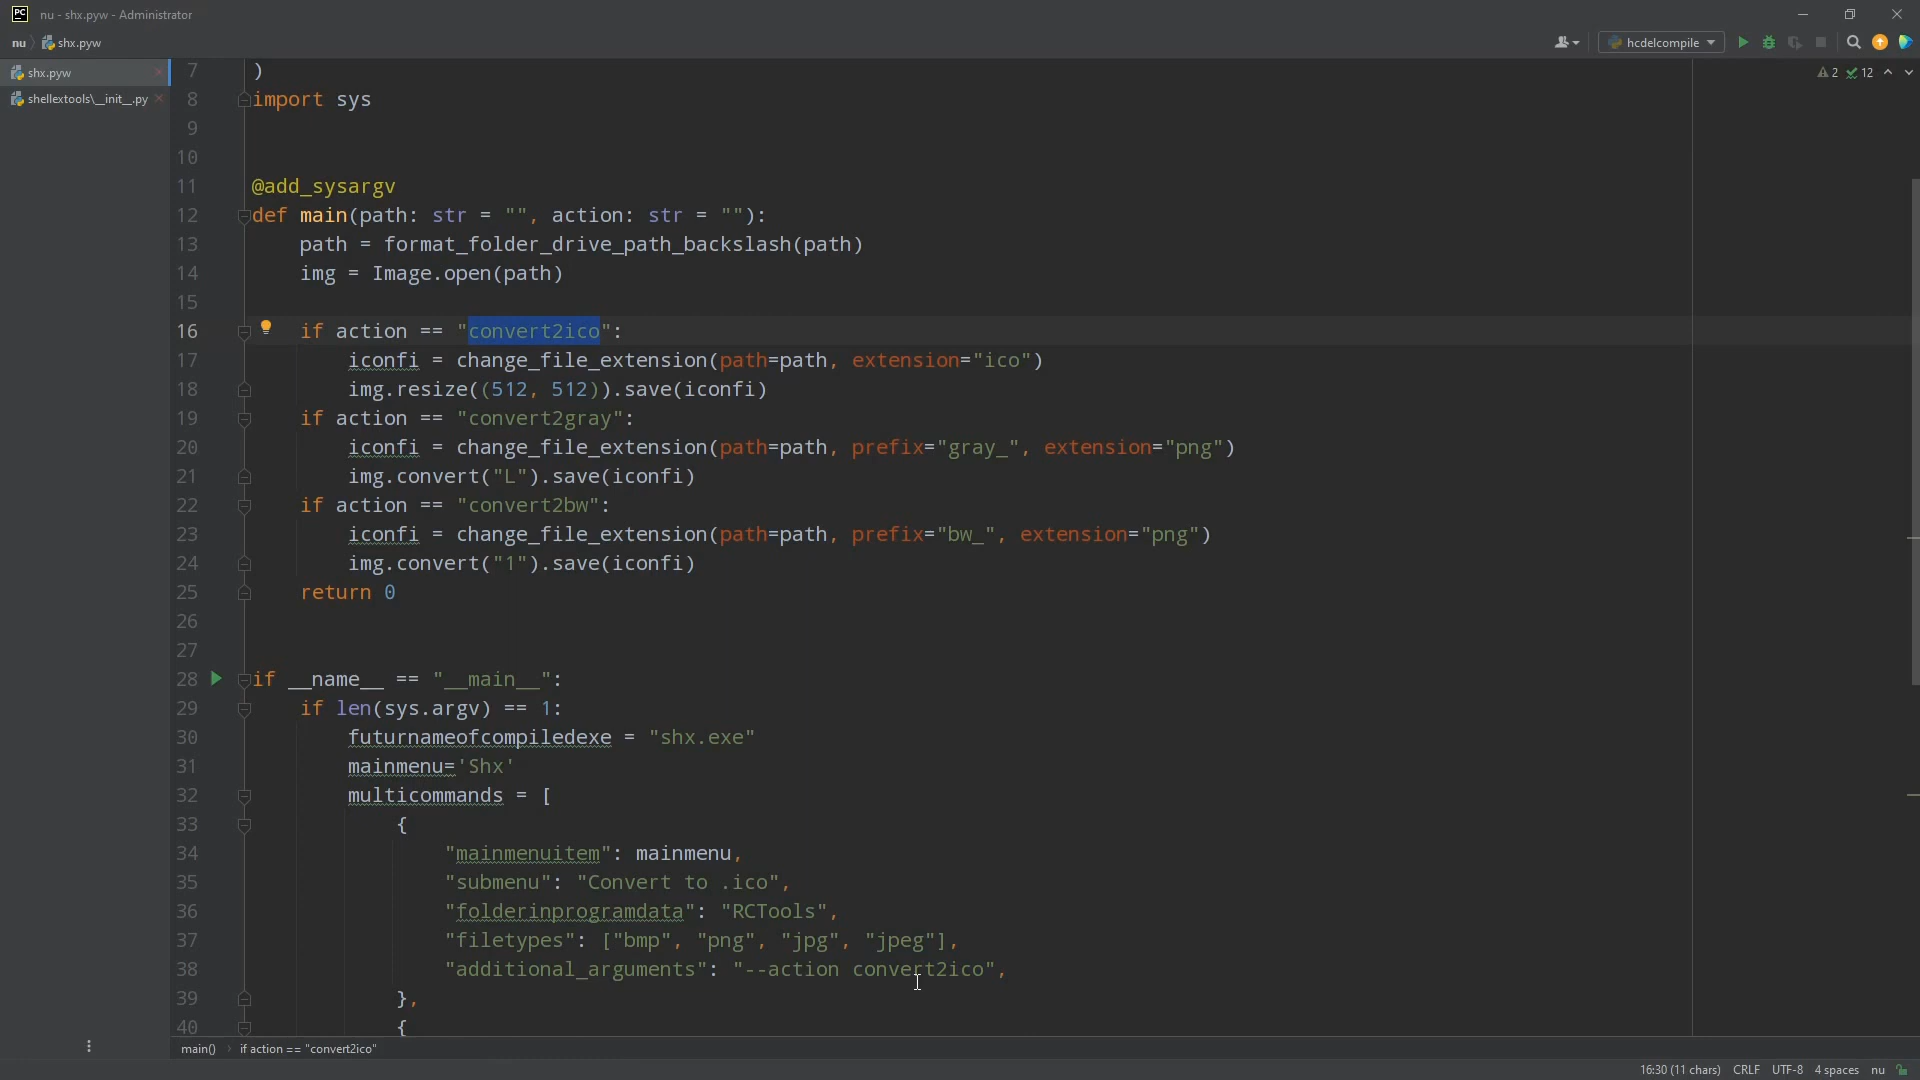 nu - shx.pyw - Administrator
nu shx.pyw
hcdelcompile
shx.pyw
shellextools\__init__.py
2 12
7 )
8 import sys
9
10
11 @add_sysargv
12 def main(path: str = "", action: str = ""):
13 path = format_folder_drive_path_backslash(path)
14 img = Image.open(path)
15
16 if action == "convert2ico":
17 iconfi = change_file_extension(path=path, extension="ico")
18 img.resize((512, 512)).save(iconfi)
19 if action == "convert2gray":
20 iconfi = change_file_extension(path=path, prefix="gray_", extension="png")
21 img.convert("L").save(iconfi)
22 if action == "convert2bw":
23 iconfi = change_file_extension(path=path, prefix="bw_", extension="png")
24 img.convert("1").save(iconfi)
25 return 0
26
27
28 if __name__ == "__main__":
29 if len(sys.argv) == 1:
30 futurnameofcompiledexe = "shx.exe"
31 mainmenu='Shx'
32 multicommands = [
33 {
34 "mainmenuitem": mainmenu,
35 "submenu": "Convert to .ico",
36 "folderinprogramdata": "RCTools",
37 "filetypes": ["bmp", "png", "jpg", "jpeg"],
38 "additional_arguments": "--action convert2ico",
39 },
40 {
main() if action == "convert2ico"
16:30 (11 chars) CRLF UTF-8 4 spaces nu